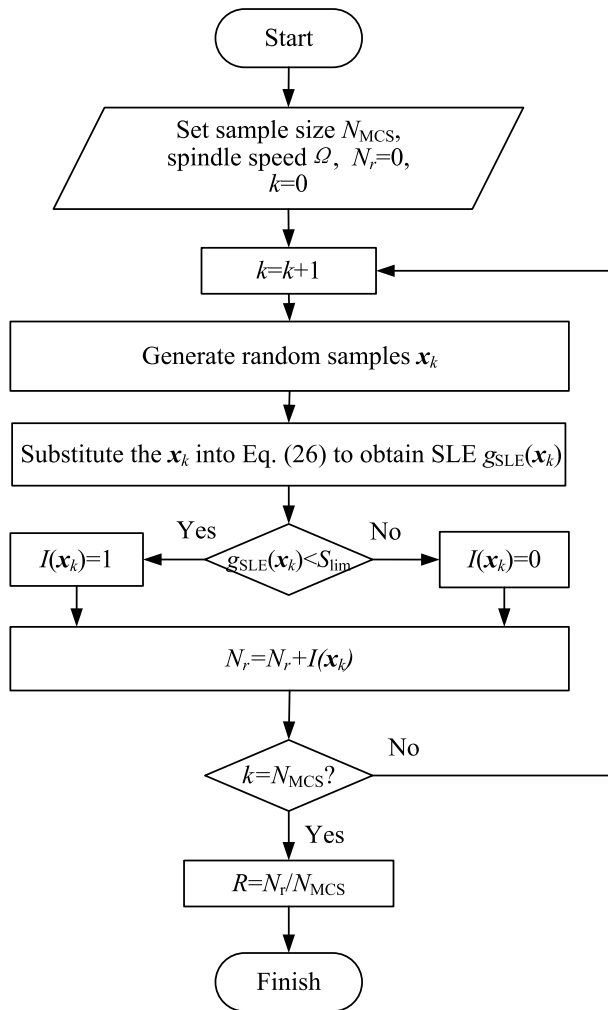 Start
Set sample size N_MCS,
spindle speed Ω, N_r=0,
k=0
k=k+1
Generate random samples x_k
Substitute the x_k into Eq. (26) to obtain SLE g_SLE(x_k)
Yes
No
I(x_k)=1
g_SLE(x_k)<S_lim
I(x_k)=0
N_r=N_r+I(x_k)
No
k=N_MCS?
Yes
R=N_r/N_MCS
Finish